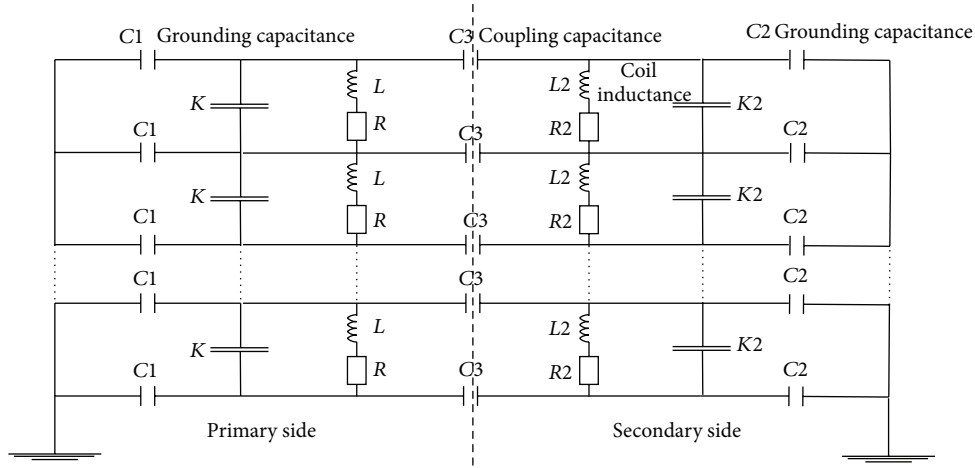 C1 Grounding capacitance C3 Coupling capacitance C2 Grounding capacitance
L L2 Coil inductance
K K2
R R2
C1 C3 C2
L L2
K K2
R R2
C1 C3 C2
C1 C3 C2
L L2
K K2
R R2
C1 C3 C2
Primary side Secondary side